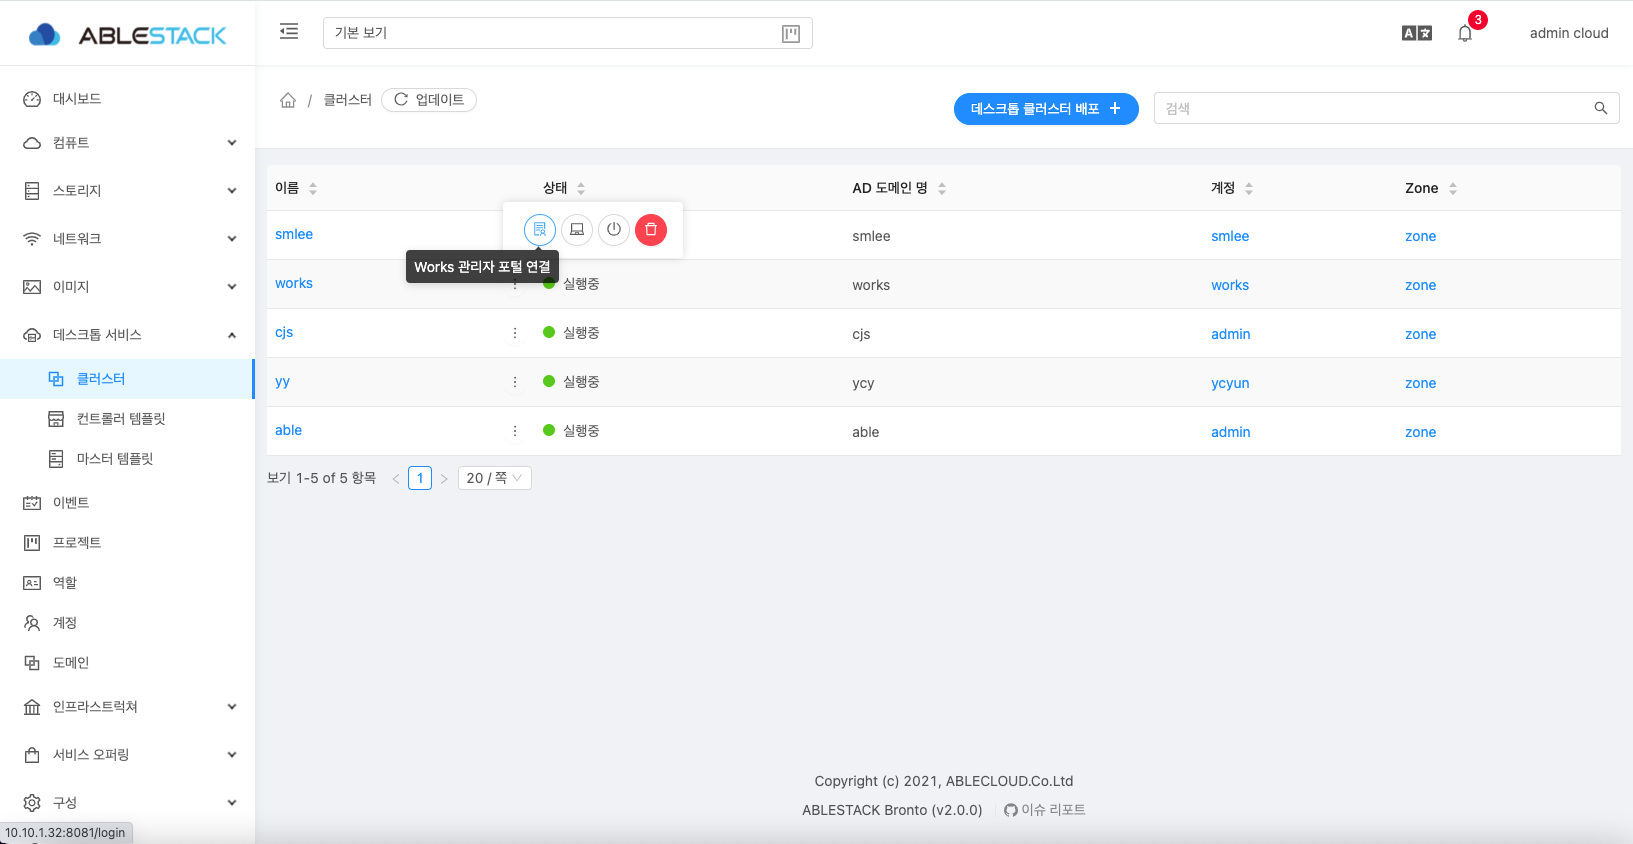 ABLESTACK
기본 보기
3
admin cloud
대시보드
컴퓨트
스토리지
네트워크
이미지
데스크톱 서비스
클러스터
컨트롤러 템플릿
마스터 템플릿
이벤트
프로젝트
역할
계정
도메인
인프라스트럭쳐
서비스 오퍼링
구성
10.10.1.32:8081/login
/ 클러스터 업데이트
데스크톱 클러스터 배포 +
검색
이름 상태 AD 도메인 명 계정 Zone
smlee smlee smlee zone
Works 관리자 포털 연결
works 실행중 works works zone
cjs 실행중 cjs admin zone
yy 실행중 ycy ycyun zone
able 실행중 able admin zone
보기 1-5 of 5 항목 < 1 > 20 / 쪽
Copyright (c) 2021, ABLECLOUD.Co.Ltd
ABLESTACK Bronto (v2.0.0) 이슈 리포트